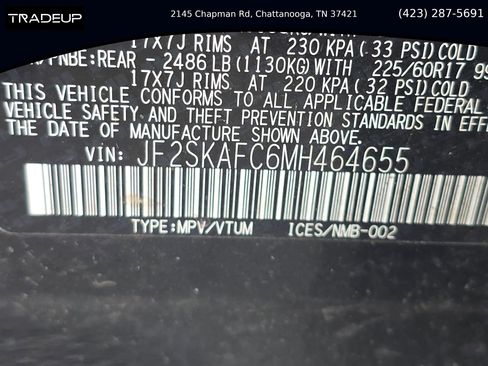 TRADEUP
2145 Chapman Rd, Chattanooga, TN 37421
(423) 287-5691
17X7J RIMS AT 230 KPA (33 PSI) COLD
/PNBE:REAR - 2486 LB (1130KG) WITH 225/60R17 99
17X7J RIMS AT 220 KPA (32 PSI) COLD
THIS VEHICLE CONFORMS TO ALL APPLICABLE FEDERAL
VEHICLE SAFETY AND THEFT PREVENTION STANDARDS IN EFFE
THE DATE OF MANUFACTURE SHOWN ABOVE.
VIN: JF2SKAFC6MH464655
TYPE:MPV/VTUM ICES/NMB-002